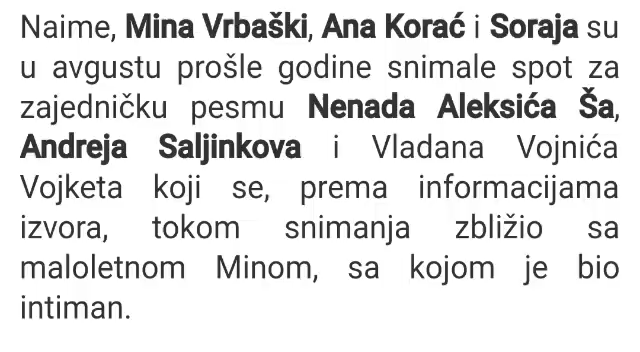 Naime, Mina Vrbaški, Ana Korać i Soraja su
u avgustu prošle godine snimale spot za
zajedničku pesmu Nenada Aleksića Ša,
Andreja Saljinkova i Vladana Vojnića
Vojketa koji se, prema informacijama
izvora, tokom snimanja zbližio sa
maloletnom Minom, sa kojom je bio
intiman.